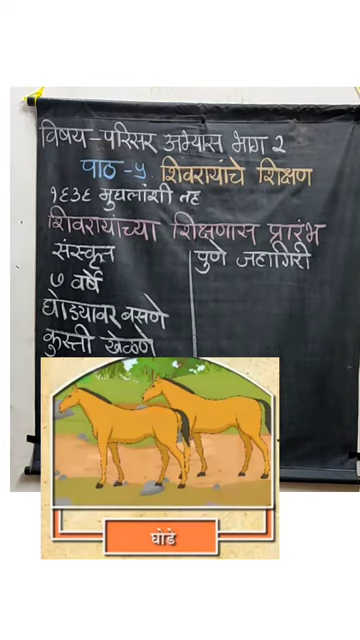 विषय - परिसर अभ्यास भाग २
पाठ - ५. शिवरायांचे शिक्षण
१६३६ मुघलांशी तह
शिवरायांच्या शिक्षणास प्रारंभ
संस्कृत
पुणे जहागिरी
७ वर्षे
घोड्यावर बसणे
कुस्ती खेळणे
घोडे